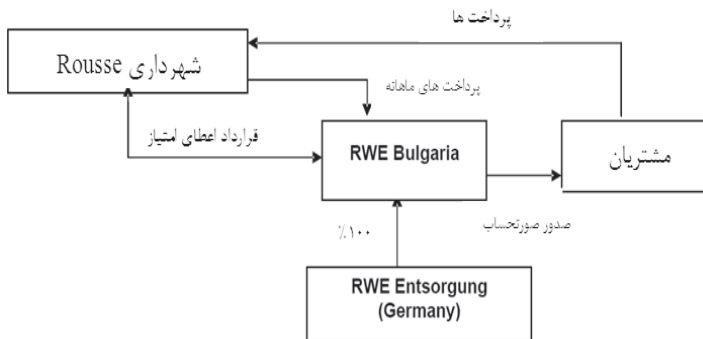 پرداخت ها
شهرداری Rousse
پرداخت های ماهانه
قرارداد اعطای امتیاز
RWE Bulgaria
مشتریان
صدور صورتحساب
٪۱۰۰
RWE Entsorgung
(Germany)